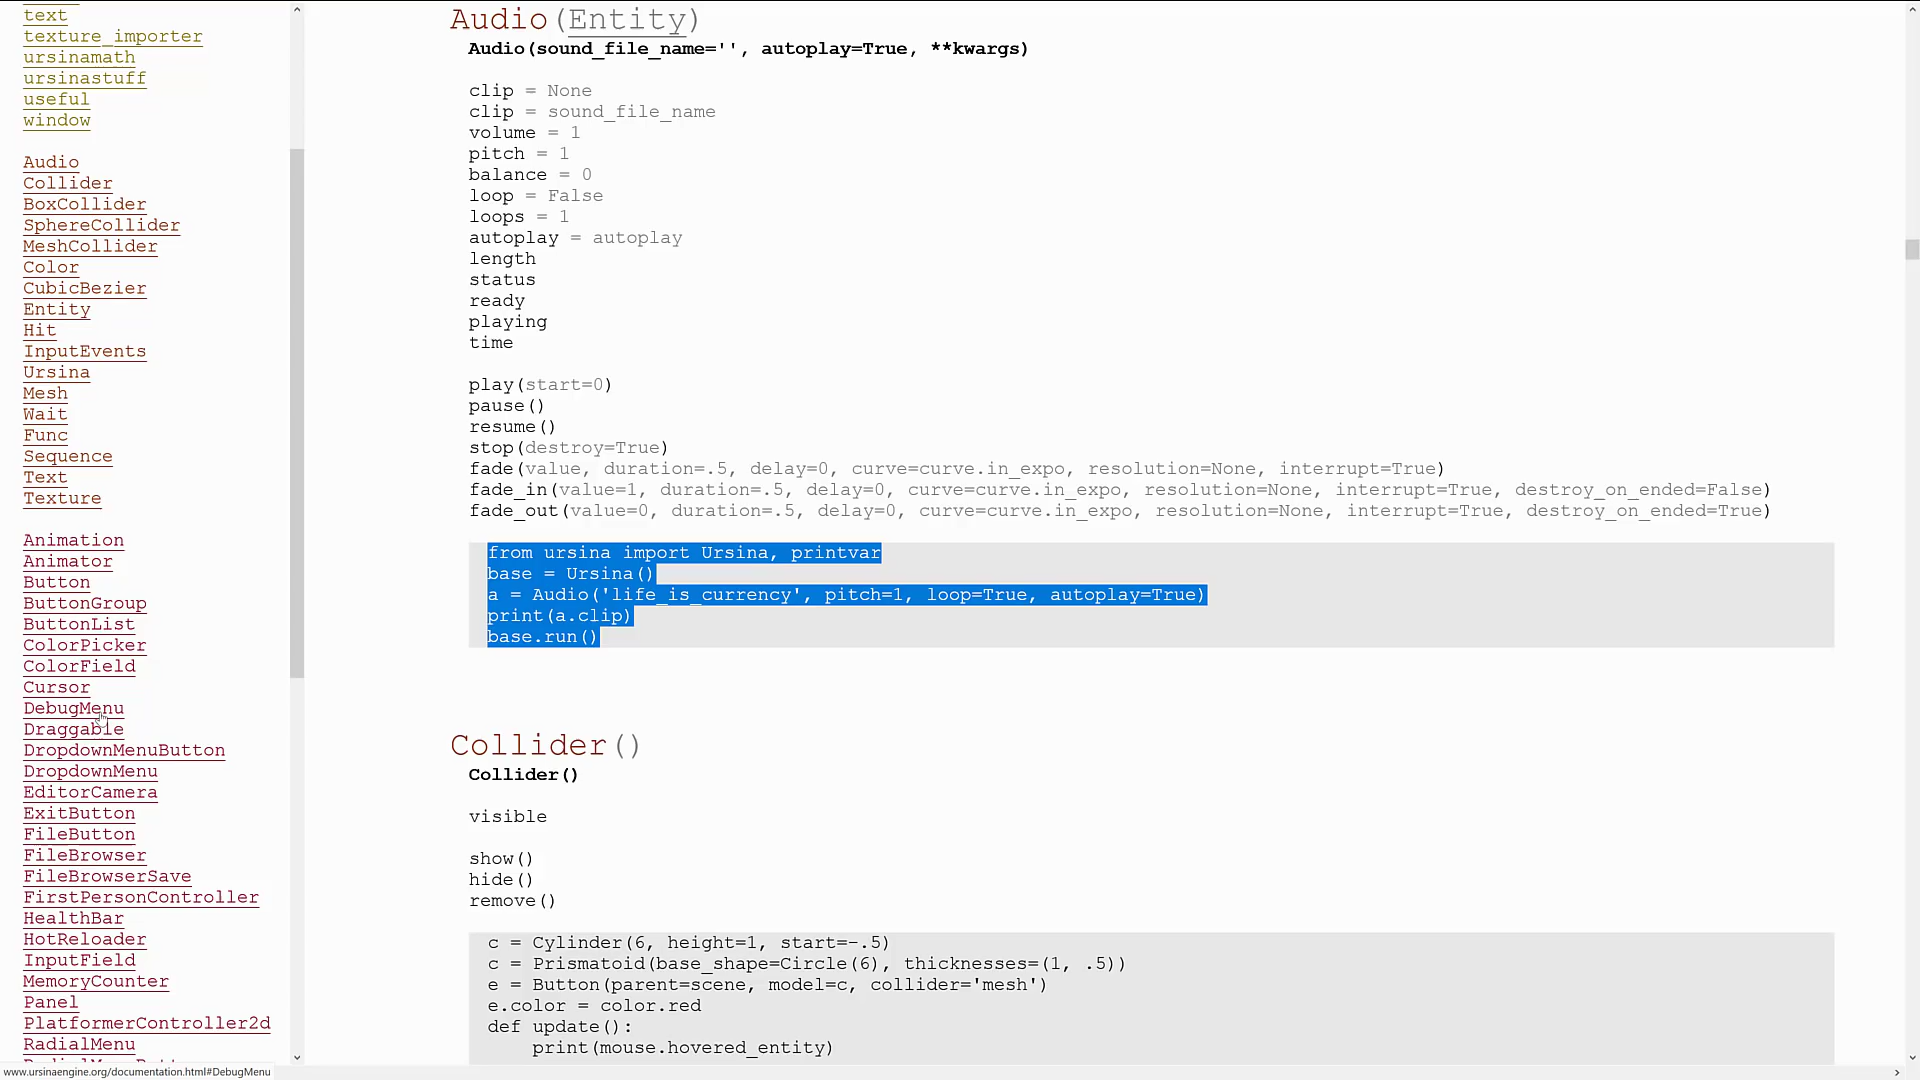 text
texture_importer
ursinamath
ursinastuff
useful
window
Audio
Collider
BoxCollider
SphereCollider
MeshCollider
Color
CubicBezier
Entity
Hit
InputEvents
Ursina
Mesh
Wait
Func
Sequence
Text
Texture
Animation
Animator
Button
ButtonGroup
ButtonList
ColorPicker
ColorField
Cursor
DebugMenu
Draggable
DropdownMenuButton
DropdownMenu
EditorCamera
ExitButton
FileButton
FileBrowser
FileBrowserSave
FirstPersonController
HealthBar
HotReloader
InputField
MemoryCounter
Panel
PlatformerController2d
RadialMenu
www.ursinaengine.org/documentation.html#DebugMenu
Audio(Entity)
Audio(sound_file_name='', autoplay=True, **kwargs)
clip = None
clip = sound_file_name
volume = 1
pitch = 1
balance = 0
loop = False
loops = 1
autoplay = autoplay
length
status
ready
playing
time
play(start=0)
pause()
resume()
stop(destroy=True)
fade(value, duration=.5, delay=0, curve=curve.in_expo, resolution=None, interrupt=True)
fade_in(value=1, duration=.5, delay=0, curve=curve.in_expo, resolution=None, interrupt=True, destroy_on_ended=False)
fade_out(value=0, duration=.5, delay=0, curve=curve.in_expo, resolution=None, interrupt=True, destroy_on_ended=True)
from ursina import Ursina, printvar
base = Ursina()
a = Audio('life_is_currency', pitch=1, loop=True, autoplay=True)
print(a.clip)
base.run()
Collider()
Collider()
visible
show()
hide()
remove()
c = Cylinder(6, height=1, start=-.5)
c = Prismatoid(base_shape=Circle(6), thicknesses=(1, .5))
e = Button(parent=scene, model=c, collider='mesh')
e.color = color.red
def update():
print(mouse.hovered_entity)